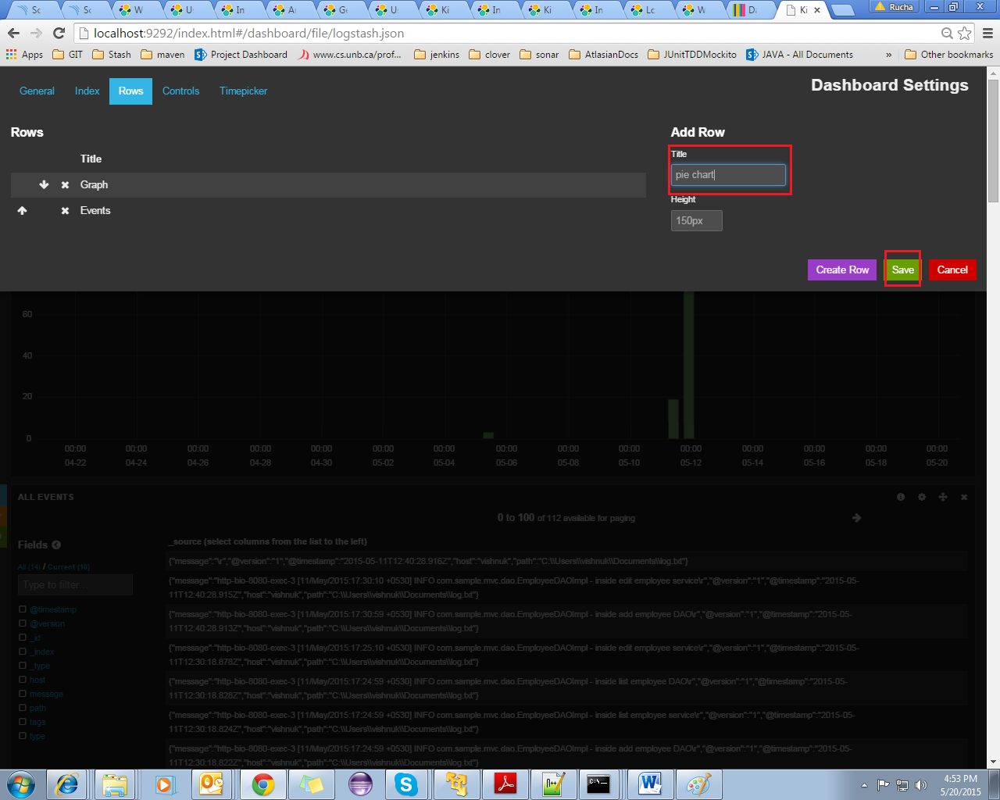 Sc
Sc
W
U:
In
A
G
U:
Ki
In
Ki
In
Lc
W
Da
Ki
Rucha
localhost:9292/index.html#/dashboard/file/logstash.json
Apps
GIT
Stash
maven
Project Dashboard
www.cs.unb.ca/prof...
jenkins
clover
sonar
AtlasianDocs
JUnitTDDMockito
JAVA - All Documents
»
Other bookmarks
General
Index
Rows
Controls
Timepicker
Dashboard Settings
Rows
Title
Graph
Events
Add Row
Title
pie chart
Height
150px
Create Row
Save
Cancel
60
40
20
0
00:00 00:00 00:00 00:00 00:00 00:00 00:00 00:00 00:00 00:00 00:00 00:00 00:00 00:00 00:00
04-22 04-24 04-26 04-28 04-30 05-02 05-04 05-06 05-08 05-10 05-12 05-14 05-16 05-18 05-20
ALL EVENTS
0 to 100 of 112 available for paging
Fields
All (14) / Current (10)
Type to filter...
@timestamp
@version
_id
_index
_type
host
message
path
tags
type
_source (select columns from the list to the left)
{"message":"\r","@version":"1","@timestamp":"2015-05-11T12:40:28.916Z","host":"vishnuk","path":"C:\\Users\\vishnuk\\Documents\\log.txt"}
{"message":"http-bio-8080-exec-3 [11/May/2015:17:30:10 +0530] INFO com.sample.mvc.dao.EmployeeDAOImpl - inside edit employee service\r","@version":"1","@timestamp":"2015-05-
11T12:40:28.915Z","host":"vishnuk","path":"C:\\Users\\vishnuk\\Documents\\log.txt"}
{"message":"http-bio-8080-exec-3 [11/May/2015:17:30:59 +0530] INFO com.sample.mvc.dao.EmployeeDAOImpl - inside add employee DAO\r","@version":"1","@timestamp":"2015-05-
11T12:40:28.913Z","host":"vishnuk","path":"C:\\Users\\vishnuk\\Documents\\log.txt"}
{"message":"http-bio-8080-exec-3 [11/May/2015:17:25:10 +0530] INFO com.sample.mvc.dao.EmployeeDAOImpl - inside edit employee service\r","@version":"1","@timestamp":"2015-05-
11T12:30:18.878Z","host":"vishnuk","path":"C:\\Users\\vishnuk\\Documents\\log.txt"}
{"message":"http-bio-8080-exec-3 [11/May/2015:17:24:59 +0530] INFO com.sample.mvc.dao.EmployeeDAOImpl - inside list employee DAO\r","@version":"1","@timestamp":"2015-05-
11T12:30:18.828Z","host":"vishnuk","path":"C:\\Users\\vishnuk\\Documents\\log.txt"}
{"message":"http-bio-8080-exec-3 [11/May/2015:17:24:59 +0530] INFO com.sample.mvc.dao.EmployeeDAOImpl - inside list employee service\r","@version":"1","@timestamp":"2015-05-
11T12:30:18.824Z","host":"vishnuk","path":"C:\\Users\\vishnuk\\Documents\\log.txt"}
{"message":"http-bio-8080-exec-3 [11/May/2015:17:24:59 +0530] INFO com.sample.mvc.dao.EmployeeDAOImpl - inside add employee DAO\r","@version":"1","@timestamp":"2015-05-
11T12:30:18.822Z","host":"vishnuk","path":"C:\\Users\\vishnuk\\Documents\\log.txt"}
4:53 PM
5/20/2015